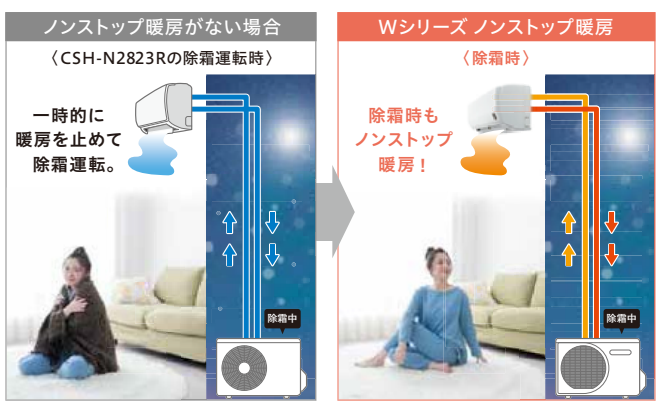 ノンストップ暖房がない場合
〈CSH-N2823Rの除霜運転時〉
一時的に
暖房を止めて
除霜運転。
除霜中
Wシリーズ ノンストップ暖房
〈除霜時〉
除霜時も
ノンストップ
暖房！
除霜中